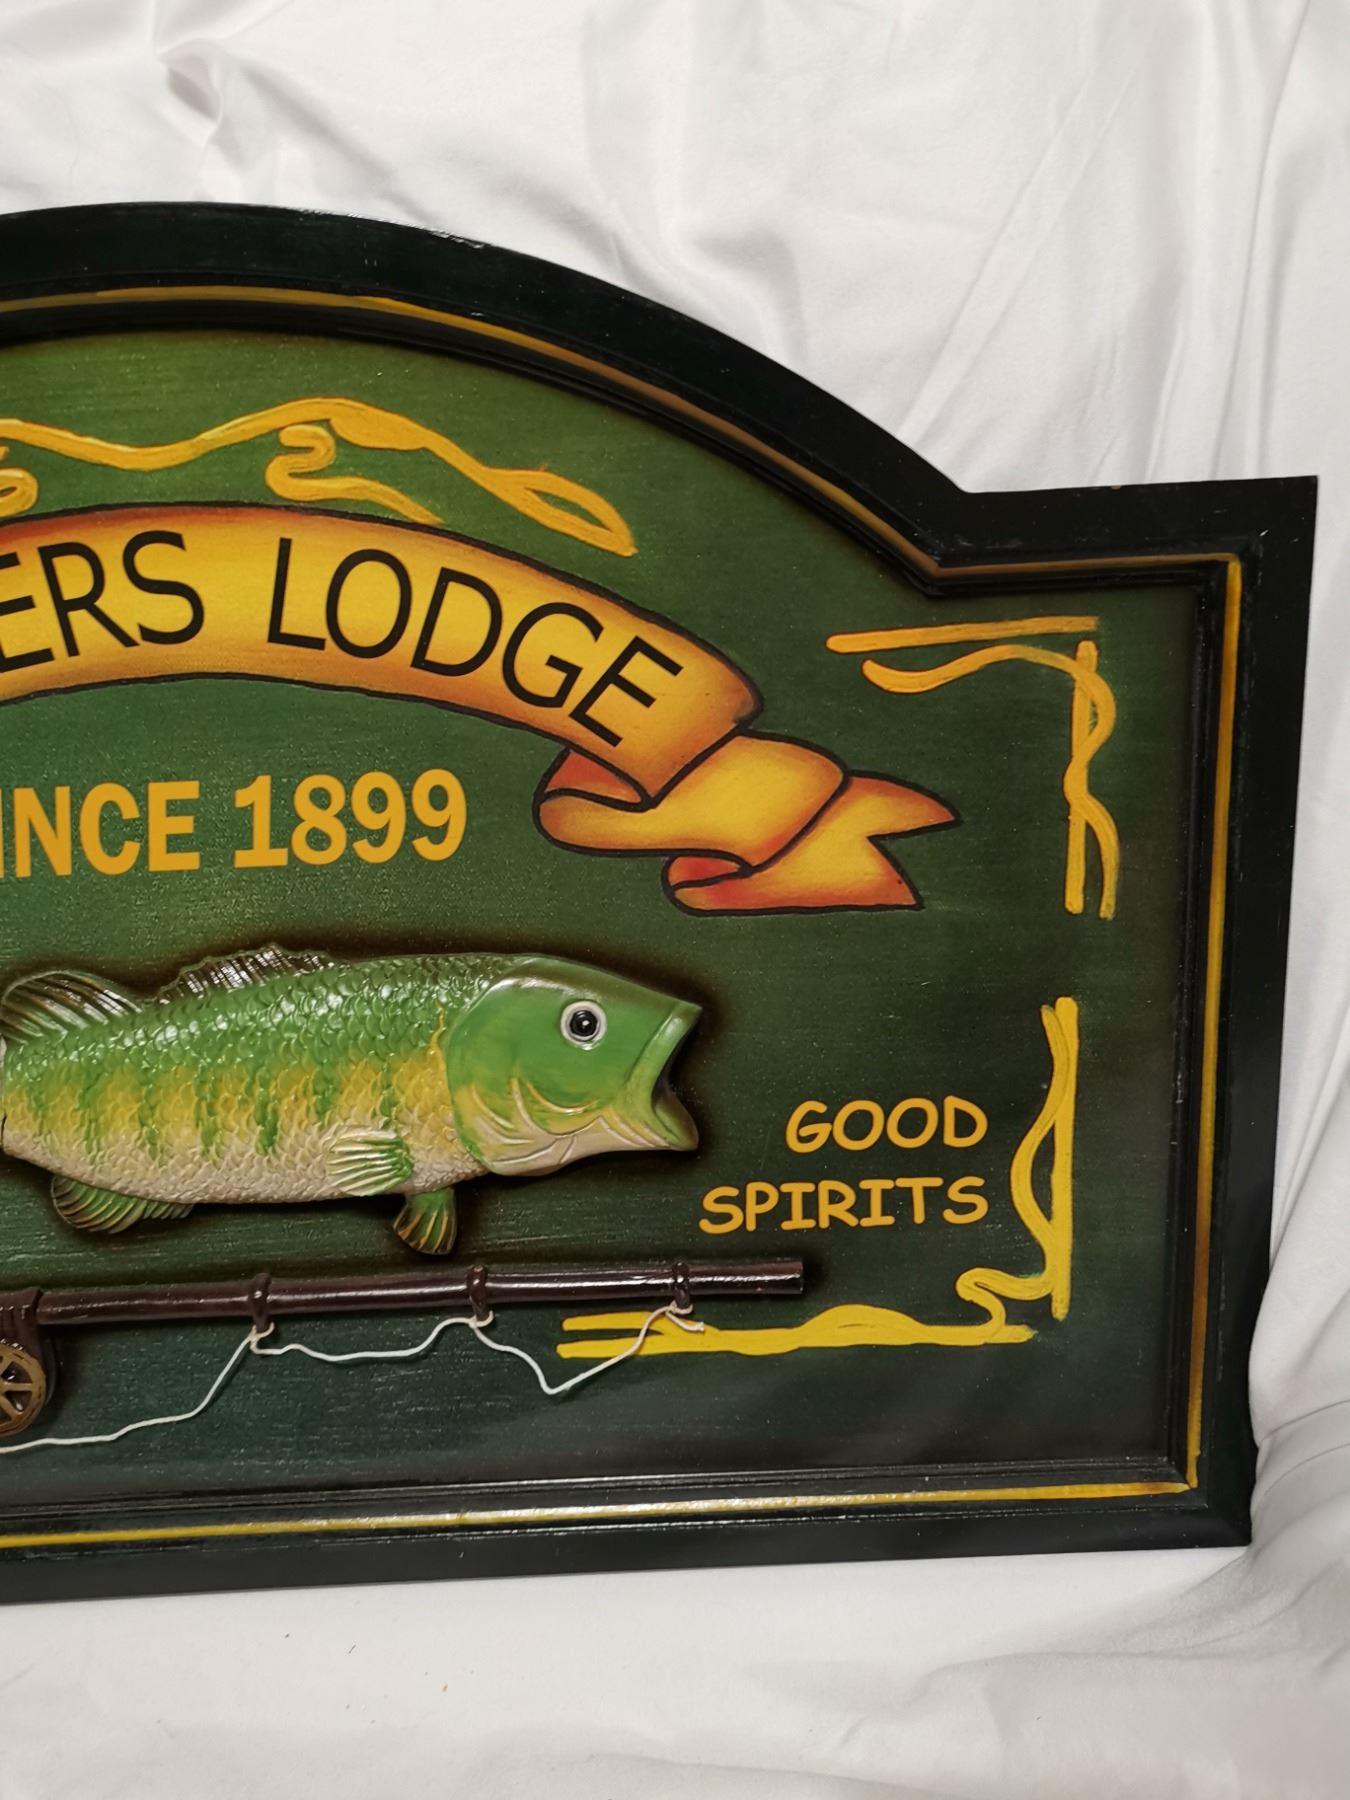 ERS LODGE
INCE 1899
GOOD
SPIRITS